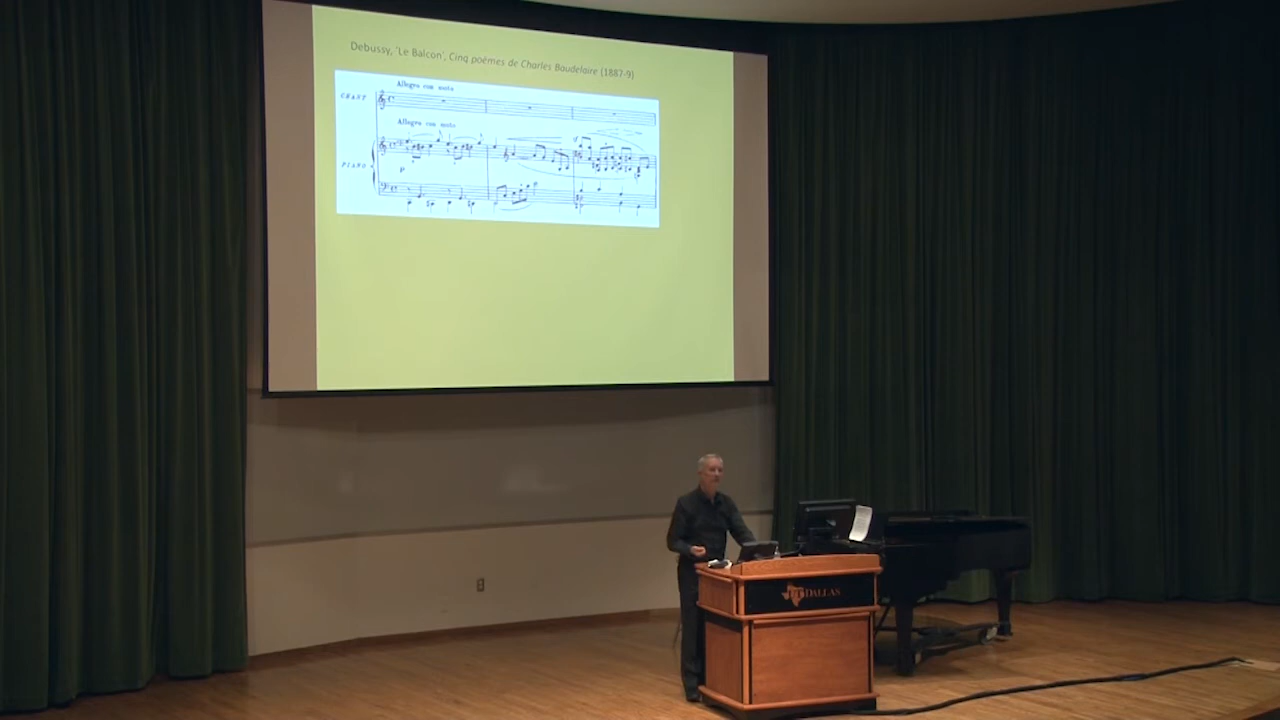 Debussy, ‘Le Balcon’, Cinq poèmes de Charles Baudelaire (1887-9)
Allegro con moto
CHANT
Allegro con moto
PIANO
p
UT DALLAS